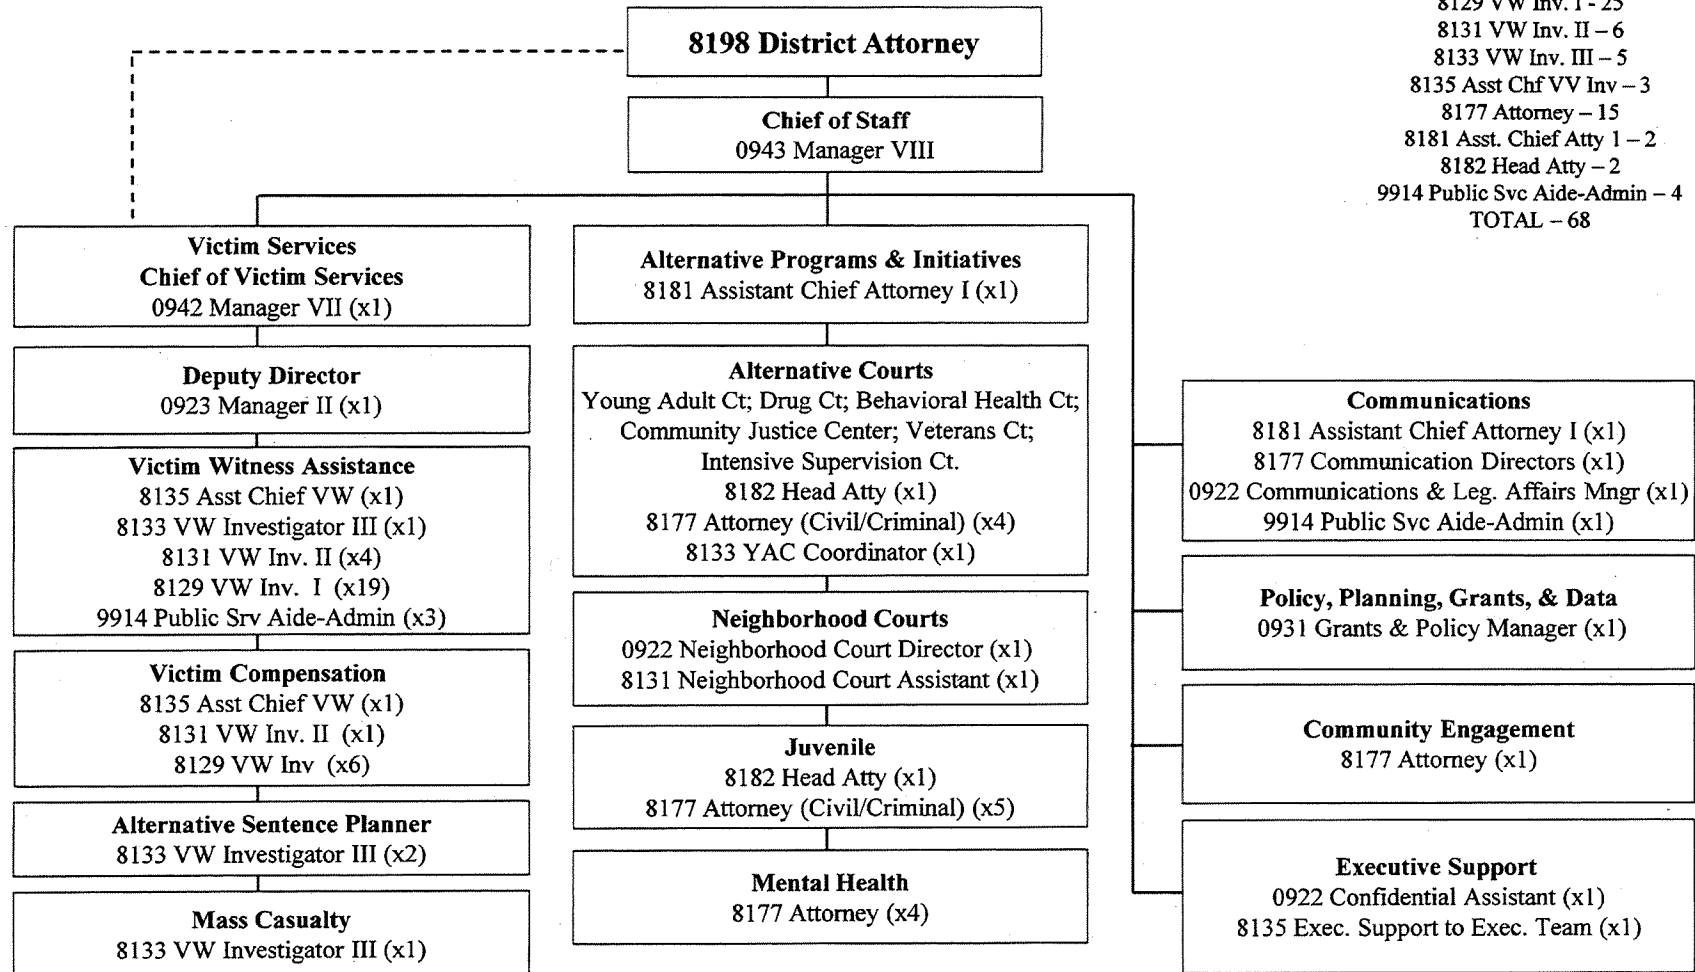 8198 District Attorney
Chief of Staff
0943 Manager VIII
8129 VW Inv. I - 25
8131 VW Inv. II – 6
8133 VW Inv. III – 5
8135 Asst Chf VV Inv – 3
8177 Attorney – 15
8181 Asst. Chief Atty 1 – 2
8182 Head Atty – 2
9914 Public Svc Aide-Admin – 4
TOTAL – 68
Victim Services
Chief of Victim Services
0942 Manager VII (x1)
Deputy Director
0923 Manager II (x1)
Victim Witness Assistance
8135 Asst Chief VW (x1)
8133 VW Investigator III (x1)
8131 VW Inv. II (x4)
8129 VW Inv. I (x19)
9914 Public Srv Aide-Admin (x3)
Victim Compensation
8135 Asst Chief VW (x1)
8131 VW Inv. II (x1)
8129 VW Inv (x6)
Alternative Sentence Planner
8133 VW Investigator III (x2)
Mass Casualty
8133 VW Investigator III (x1)
Alternative Programs & Initiatives
8181 Assistant Chief Attorney I (x1)
Alternative Courts
Young Adult Ct; Drug Ct; Behavioral Health Ct;
Community Justice Center; Veterans Ct;
Intensive Supervision Ct.
8182 Head Atty (x1)
8177 Attorney (Civil/Criminal) (x4)
8133 YAC Coordinator (x1)
Neighborhood Courts
0922 Neighborhood Court Director (x1)
8131 Neighborhood Court Assistant (x1)
Juvenile
8182 Head Atty (x1)
8177 Attorney (Civil/Criminal) (x5)
Mental Health
8177 Attorney (x4)
Communications
8181 Assistant Chief Attorney I (x1)
8177 Communication Directors (x1)
0922 Communications & Leg. Affairs Mngr (x1)
9914 Public Svc Aide-Admin (x1)
Policy, Planning, Grants, & Data
0931 Grants & Policy Manager (x1)
Community Engagement
8177 Attorney (x1)
Executive Support
0922 Confidential Assistant (x1)
8135 Exec. Support to Exec. Team (x1)